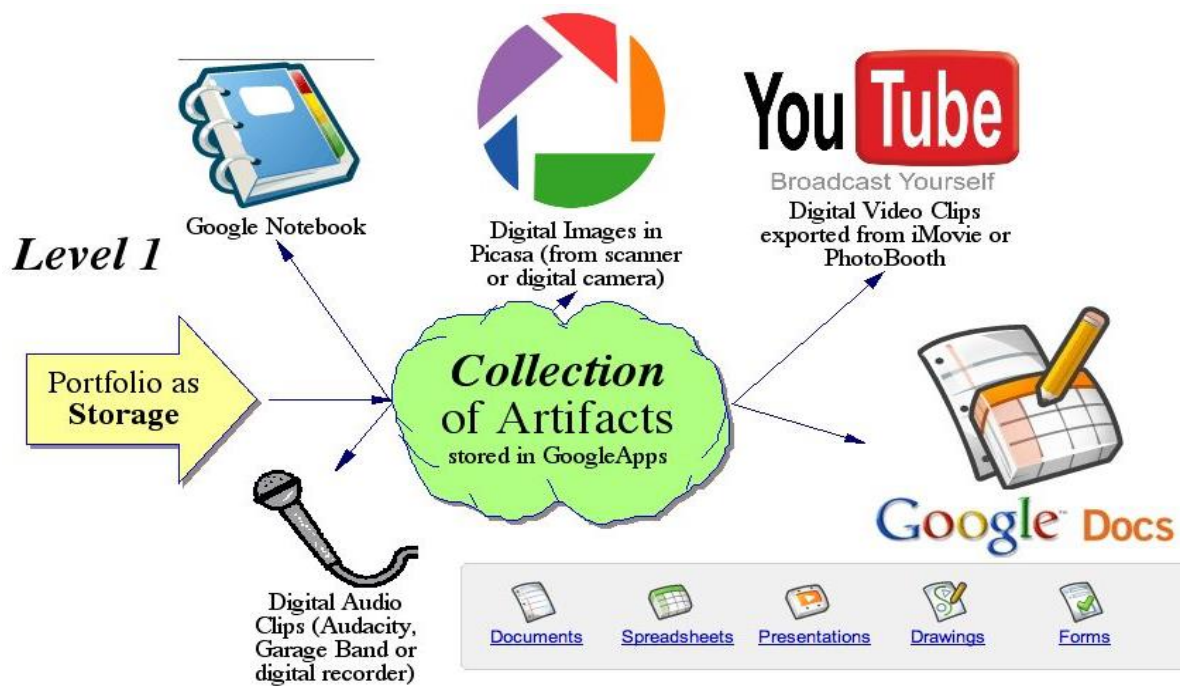 You Tube
Broadcast Yourself
Google Notebook
Digital Images in
Picasa (from scanner
or digital camera)
Digital Video Clips
exported from iMovie or
PhotoBooth
Level 1
Portfolio as
Storage
Collection
of Artifacts
stored in GoogleApps
Google™ Docs
Digital Audio
Clips (Audacity,
Garage Band or
digital recorder)
Documents
Spreadsheets
Presentations
Drawings
Forms